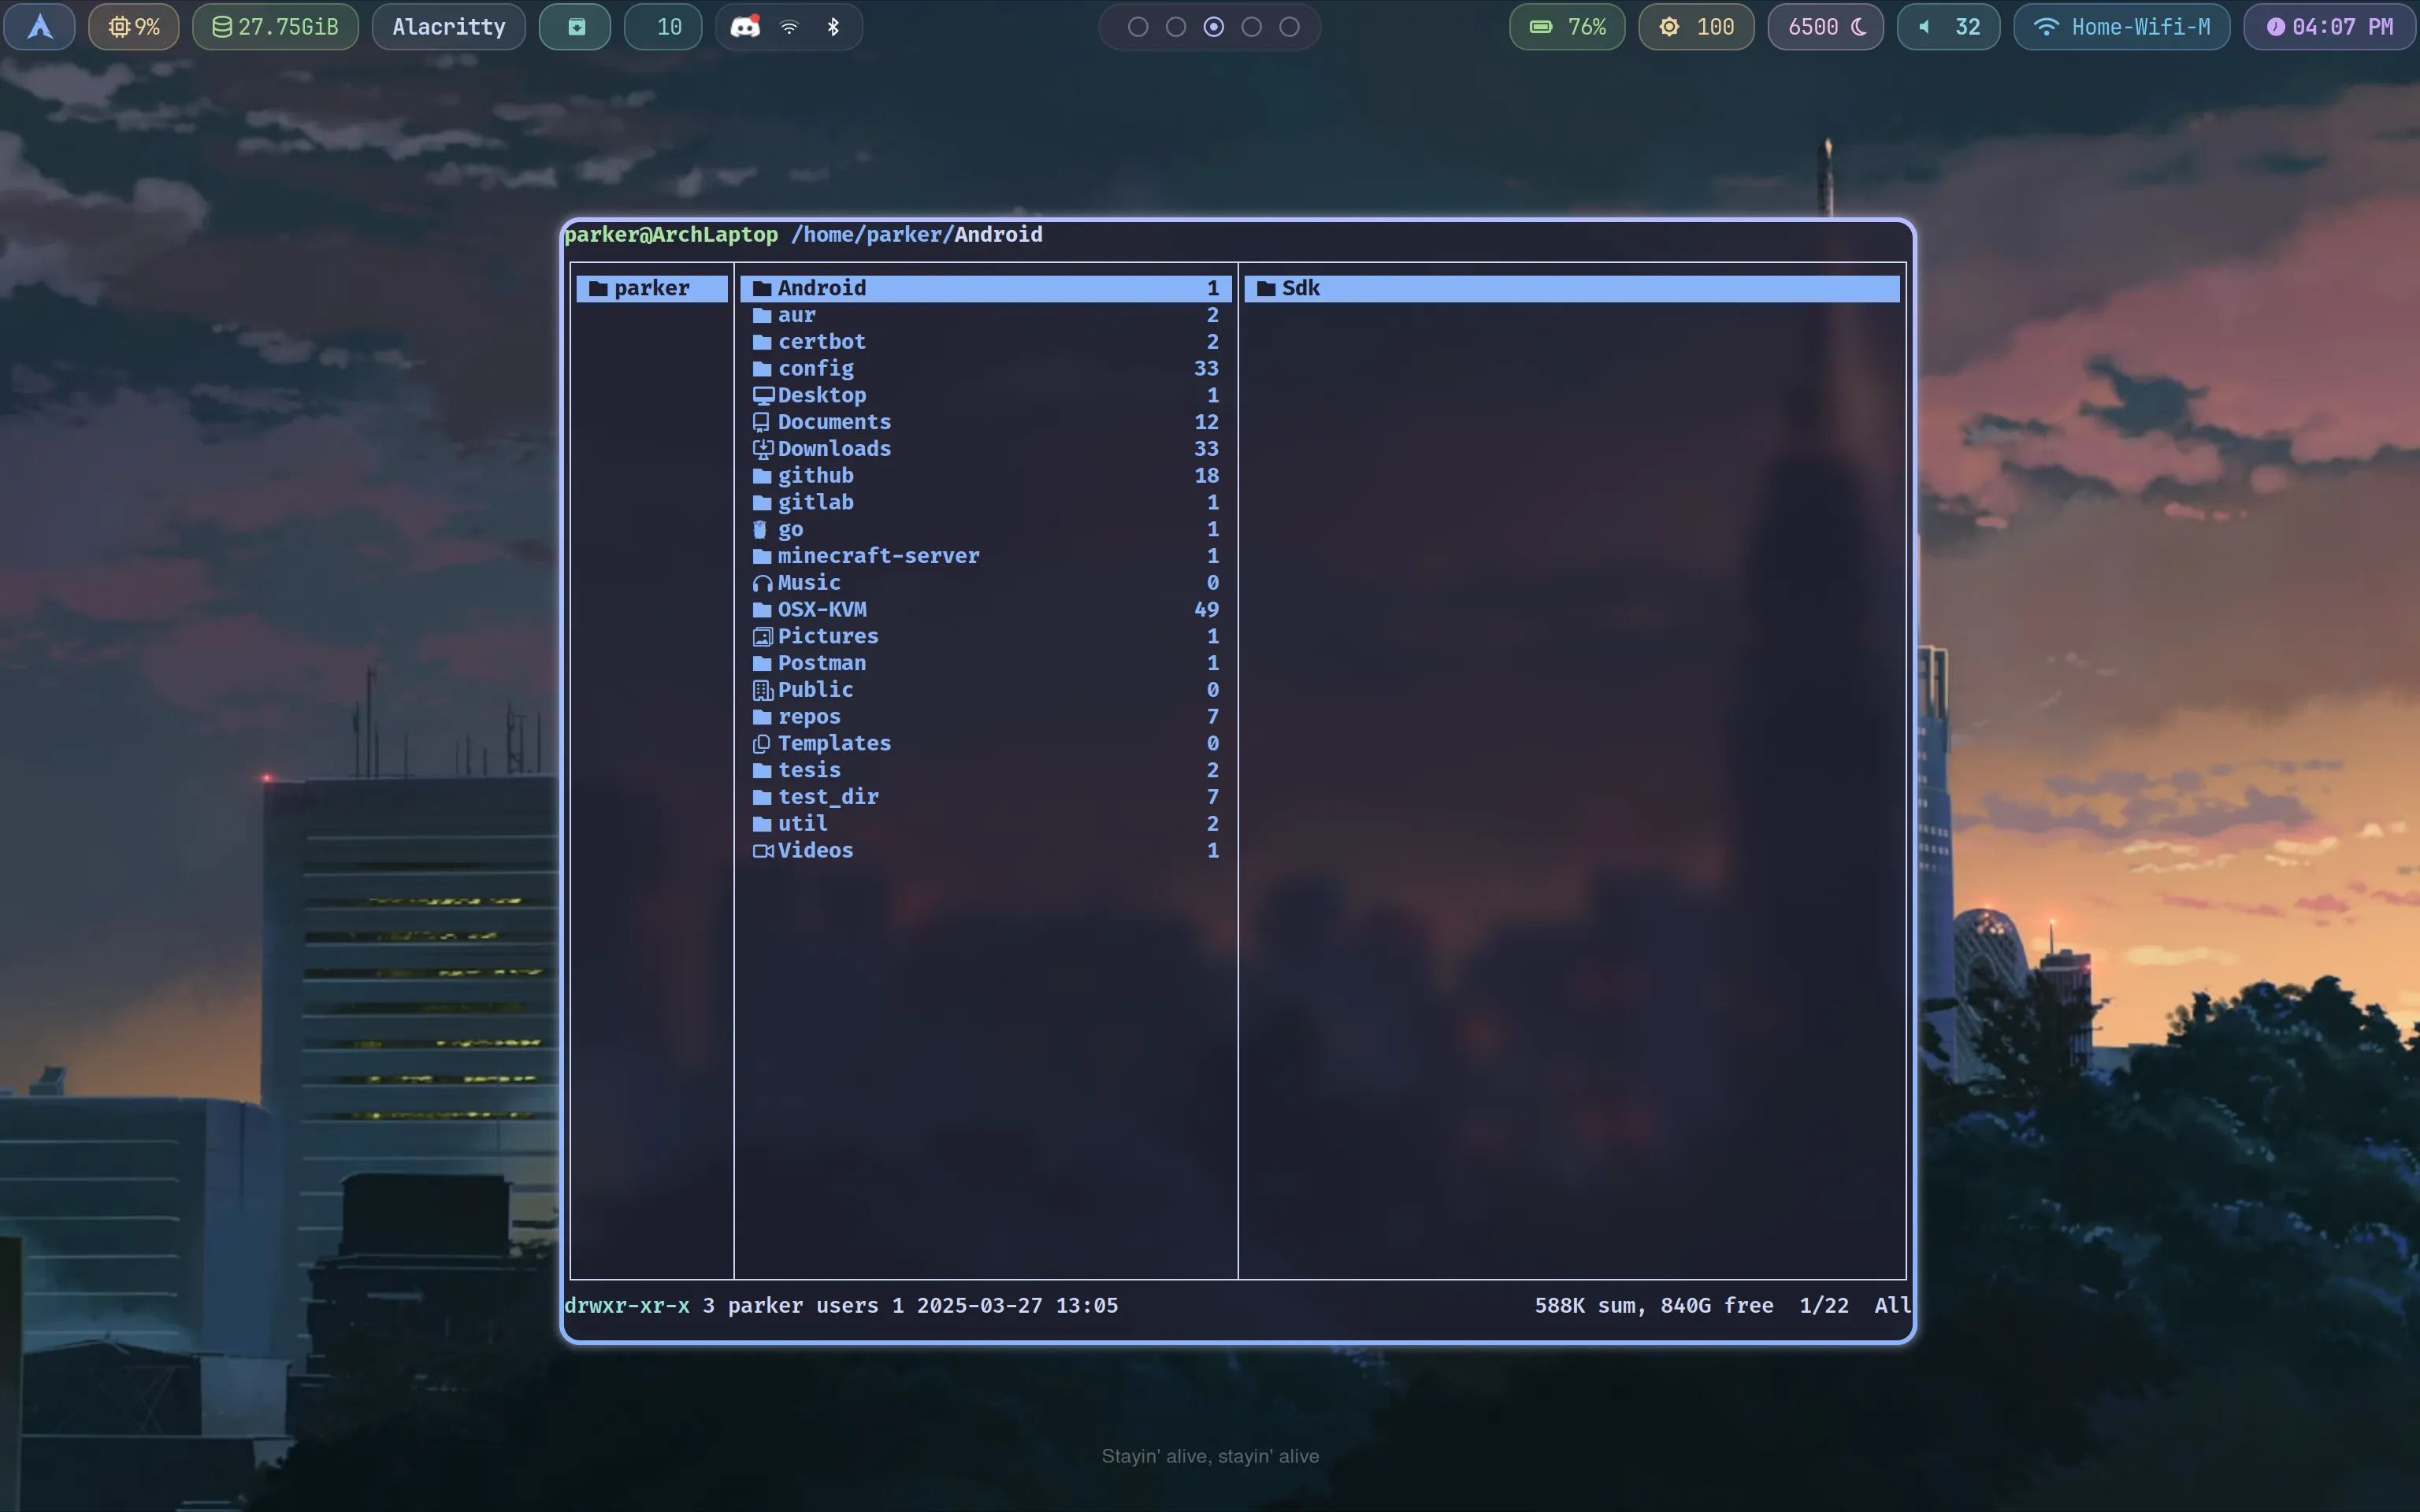 9% 27.75GiB Alacritty 10 76% 100 6500 32 Home-Wifi-M 04:07 PM
parker@ArchLaptop /home/parker/Android
parker Android 1 Sdk
aur 2
certbot 2
config 33
Desktop 1
Documents 12
Downloads 33
github 18
gitlab 1
go 1
minecraft-server 1
Music 0
OSX-KVM 49
Pictures 1
Postman 1
Public 0
repos 7
Templates 0
tesis 2
test_dir 7
util 2
Videos 1
drwxr-xr-x 3 parker users 1 2025-03-27 13:05 588K sum, 840G free 1/22 All
Stayin' alive, stayin' alive